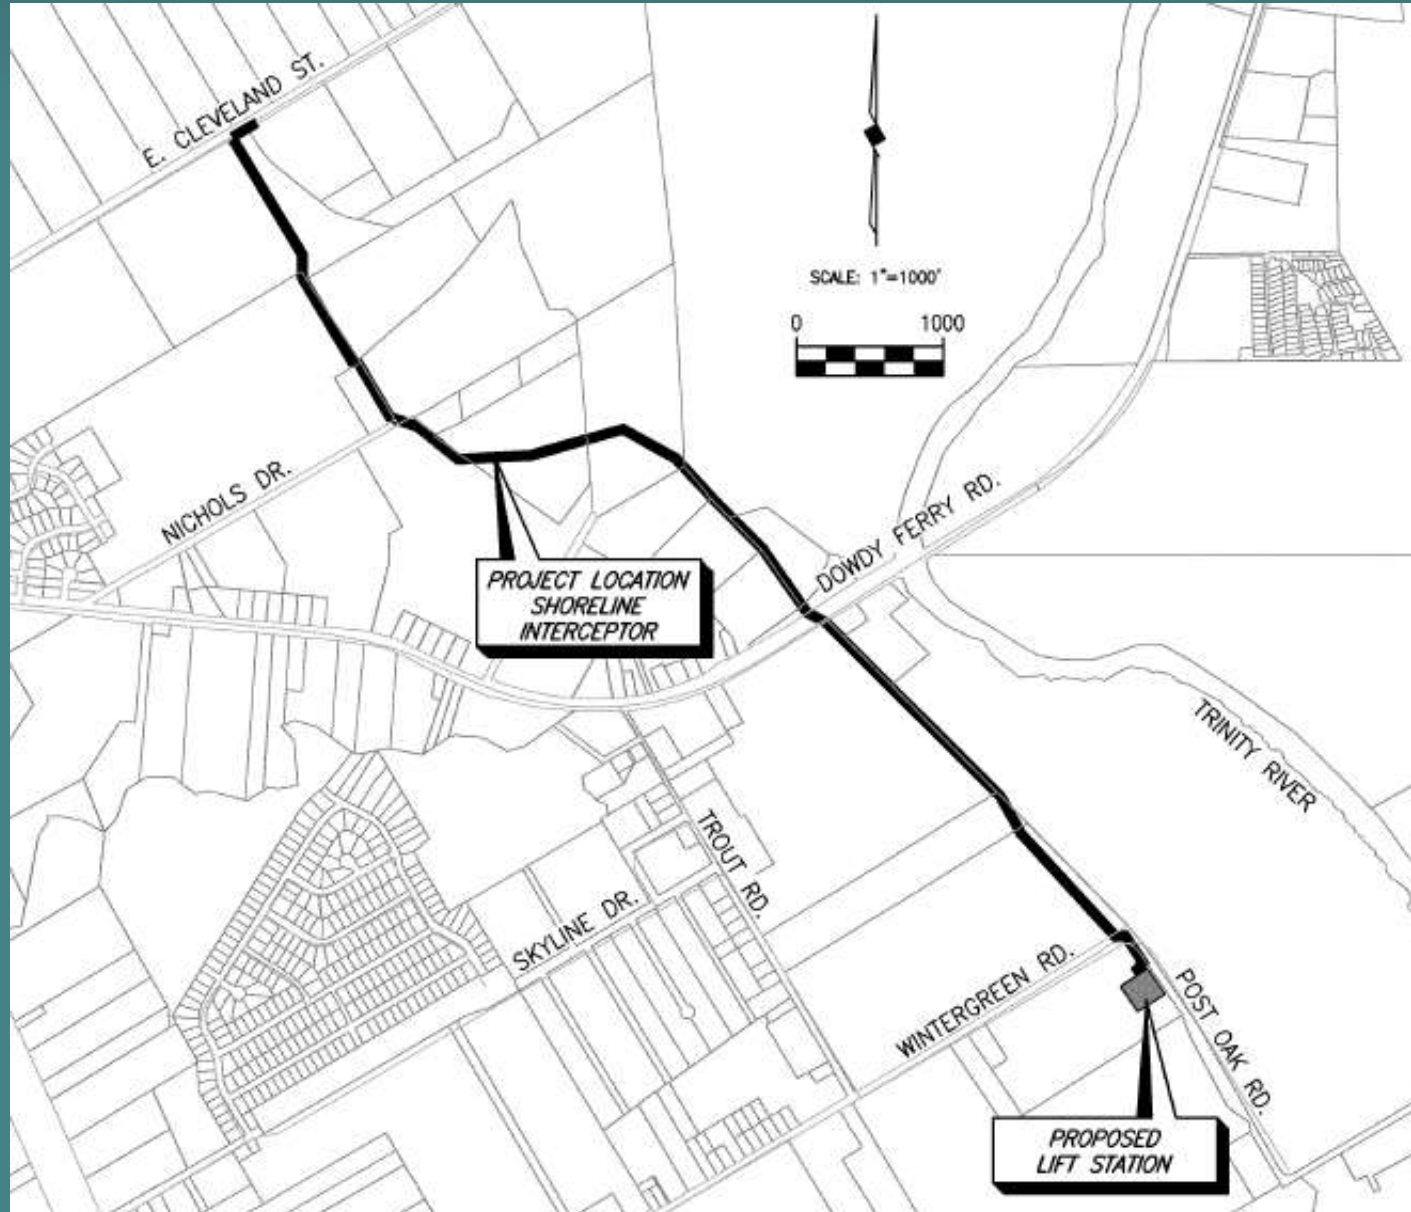 E. CLEVELAND ST.
SCALE: 1"=1000'
0 1000
NICHOLS DR.
DOWDY FERRY RD.
PROJECT LOCATION
SHORELINE
INTERCEPTOR
TRINITY RIVER
TROUT RD.
SKYLINE DR.
WINTERGREEN RD.
POST OAK RD.
PROPOSED
LIFT STATION